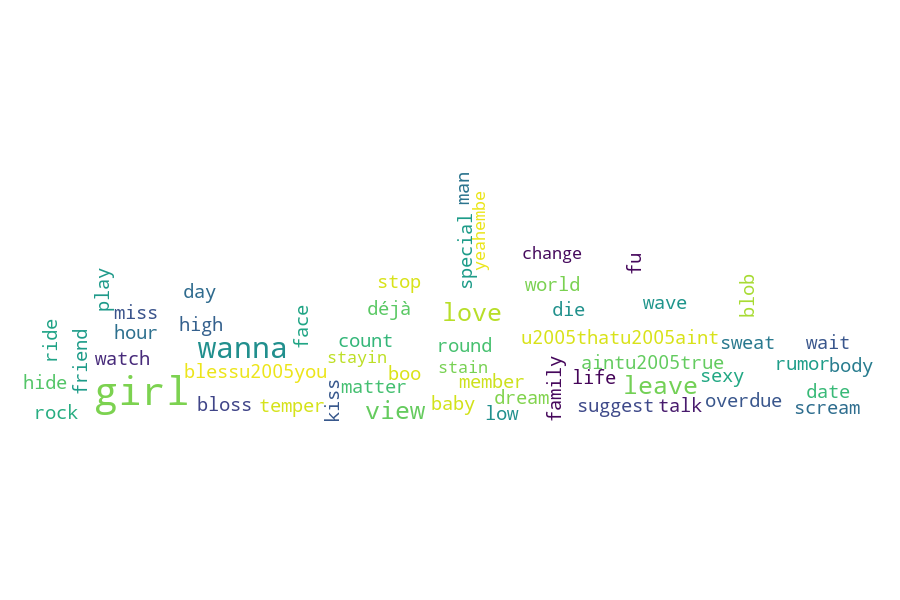 man
special
yeahembe
change
fu
stop
world
play
day
miss
déjà
love
die
wave
blob
ride
hour
high
face
wanna
count
round
u2005thatu2005aint
sweat
wait
friend
watch
blessu2005you
stayin
boo
stain
member
family
aintu2005true
life
sexy
rumor
body
hide
girl
matter
kiss
dream
leave
date
rock
bloss
temper
view
baby
low
suggest
talk
overdue
scream